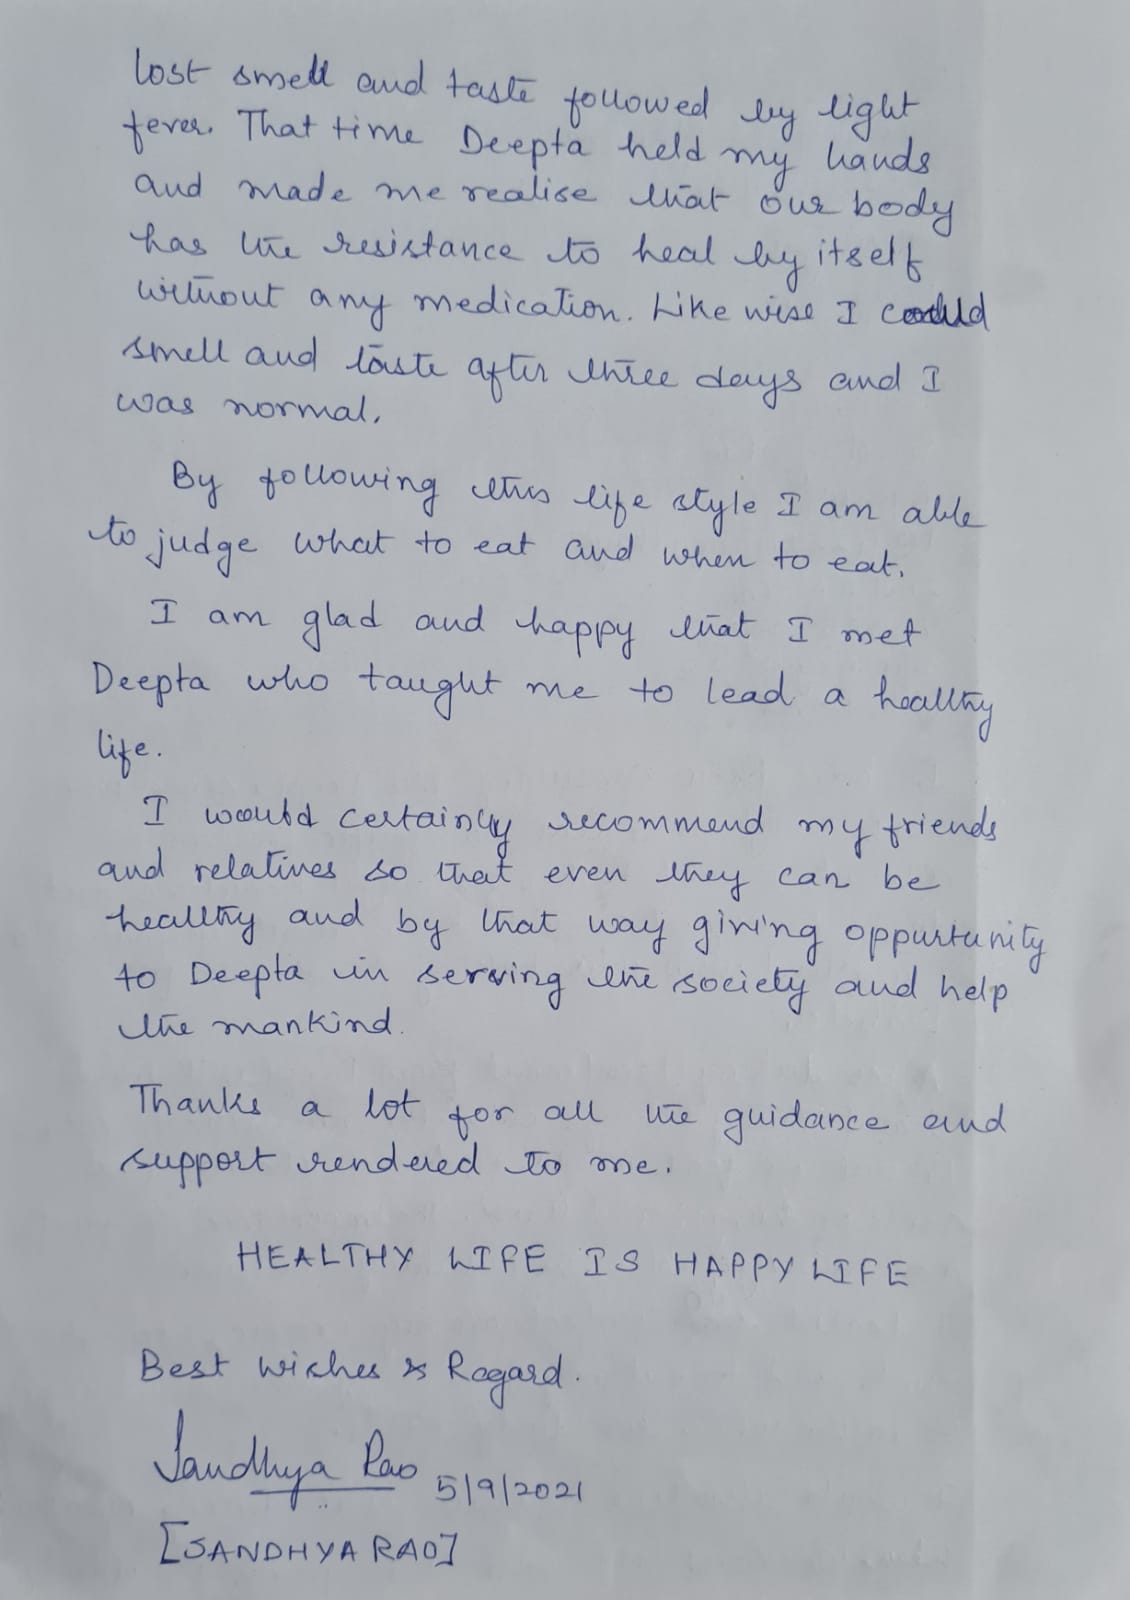 lost smell and taste followed by light
fever. That time Deepta held my hands
and made me realise that our body
has the resistance to heal by itself
without any medication. Like wise I could
smell and taste after three days and I
was normal.
By following this life style I am able
to judge what to eat and when to eat.
I am glad and happy that I met
Deepta who taught me to lead a healthy
life.
I would certainly recommend my friends
and relatives so that even they can be
healthy and by that way giving oppurtunity
to Deepta in serving the society and help
the mankind.
Thanks a lot for all the guidance and
support rendered to me.
HEALTHY LIFE IS HAPPY LIFE
Best wishes & Regard.
Sandhya Rao 5/9/2021
[SANDHYA RAO]